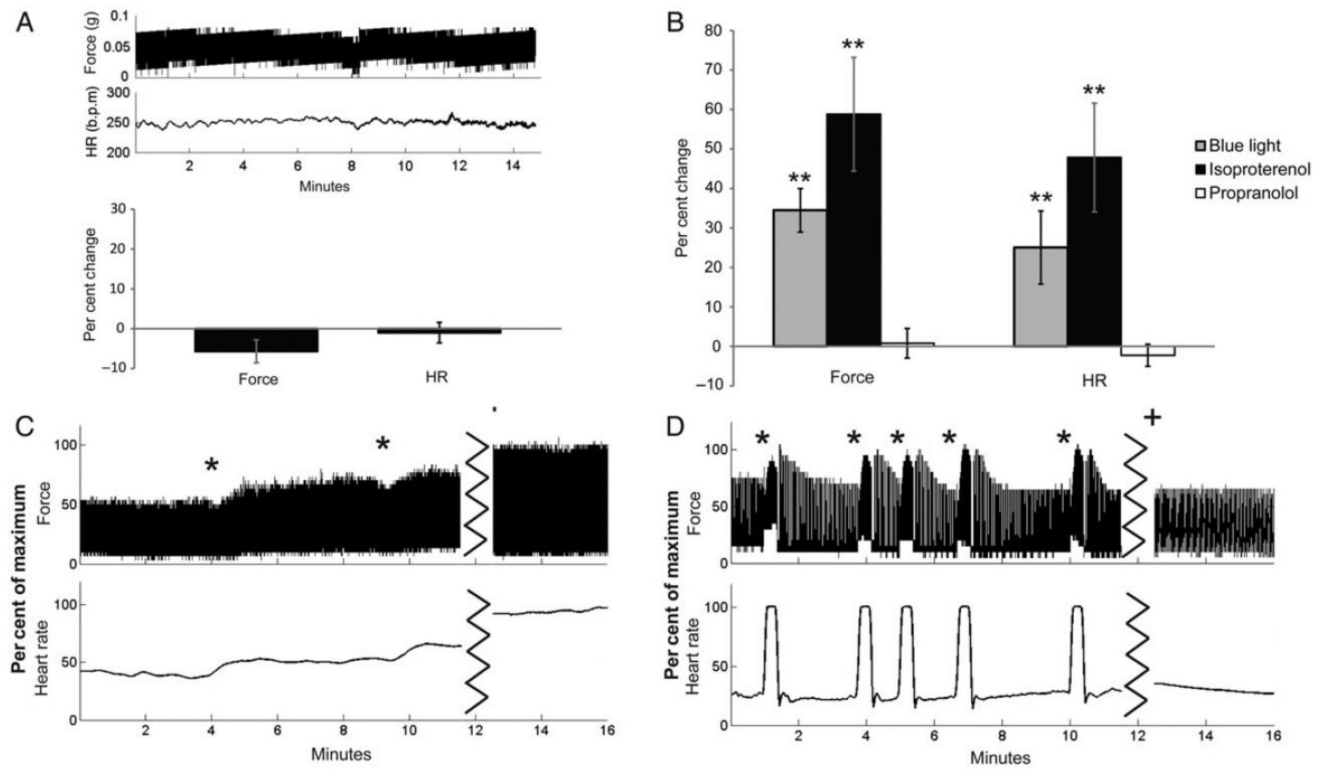 A
Force (g)
0.1
0.05
0
HR (b.p.m)
300
250
200
2 4 6 8 10 12 14
Minutes
Per cent change
30
20
10
0
–10
Force HR
B
Per cent change
80
70
60
50
40
30
20
10
0
–10
** ** ** **
Force HR
Blue light
Isoproterenol
Propranolol
C
Per cent of maximum
Force
100
50
0
* *
Heart rate
100
50
0
2 4 6 8 10 12 14 16
Minutes
D
Per cent of maximum
Force
100
50
0
* * * * * +
Heart rate
100
50
0
2 4 6 8 10 12 14 16
Minutes